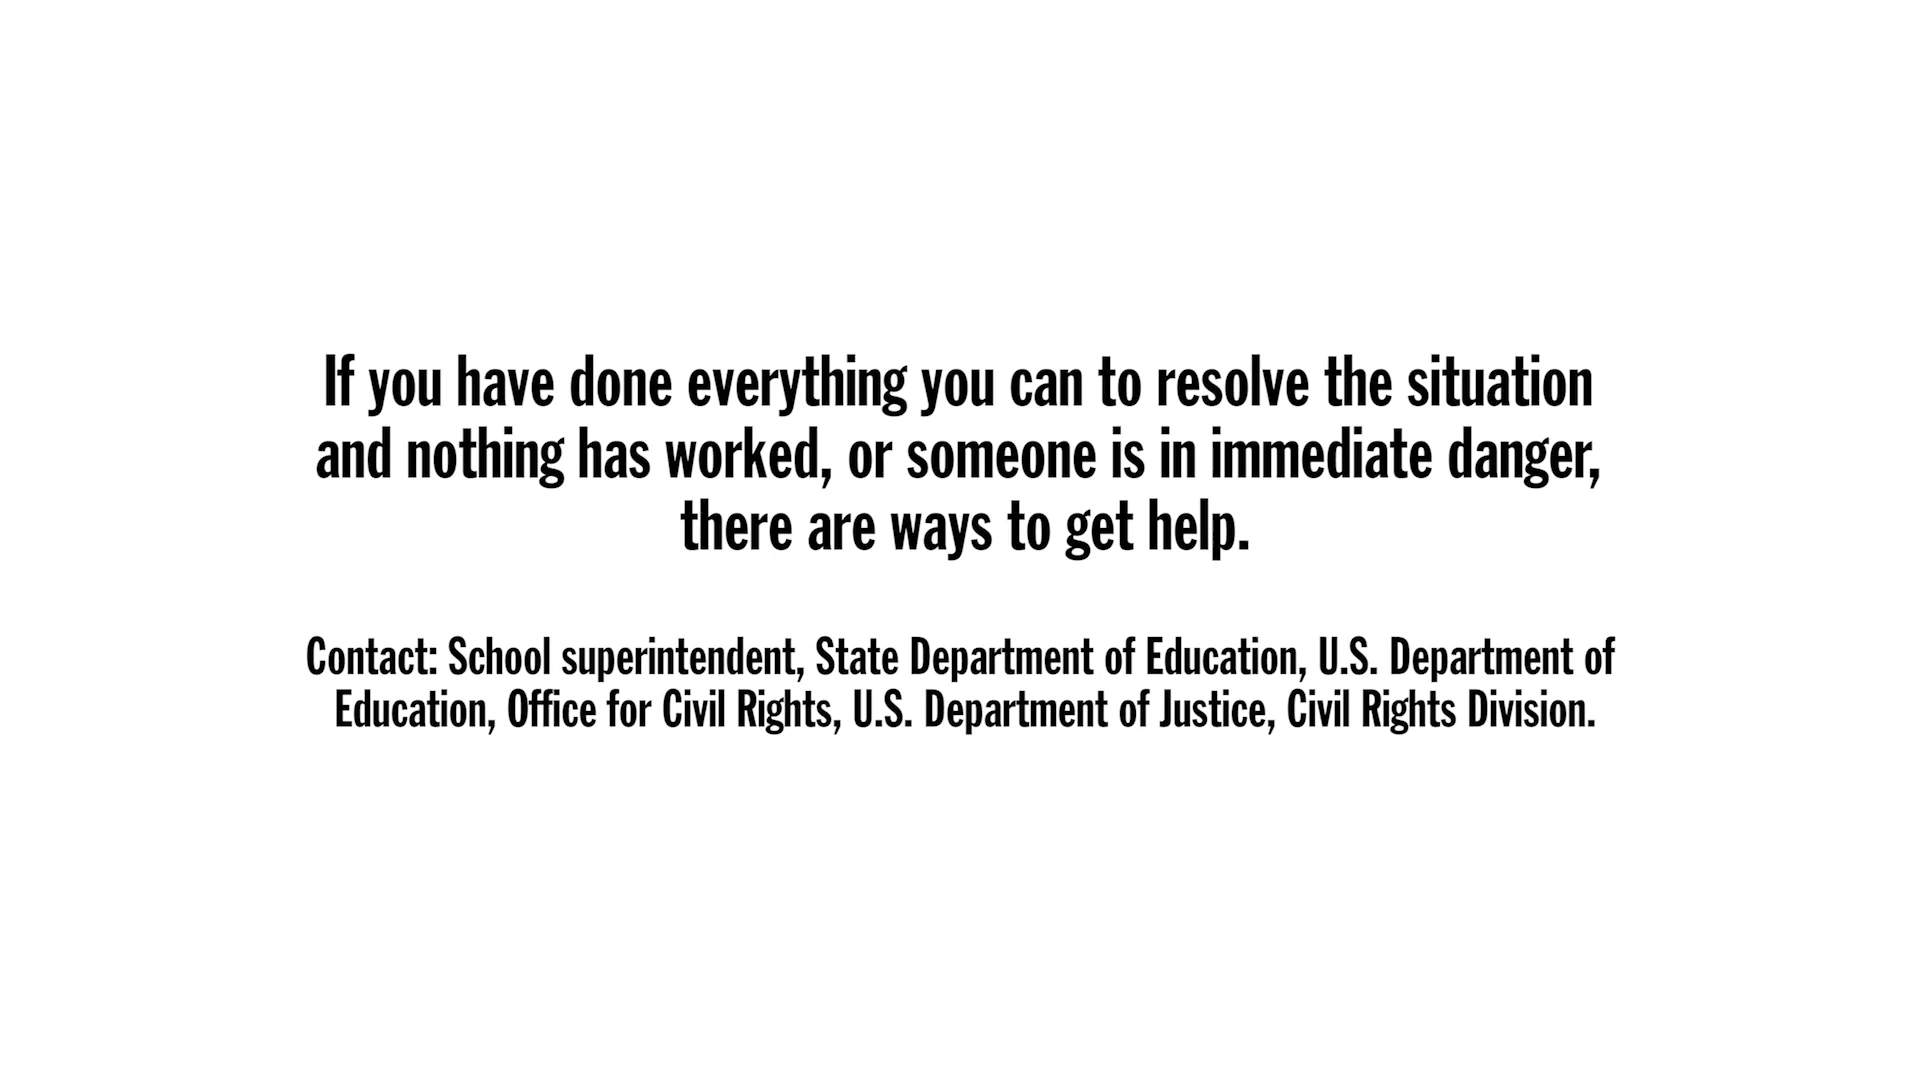 If you have done everything you can to resolve the situation
and nothing has worked, or someone is in immediate danger,
there are ways to get help.
Contact: School superintendent, State Department of Education, U.S. Department of
Education, Office for Civil Rights, U.S. Department of Justice, Civil Rights Division.